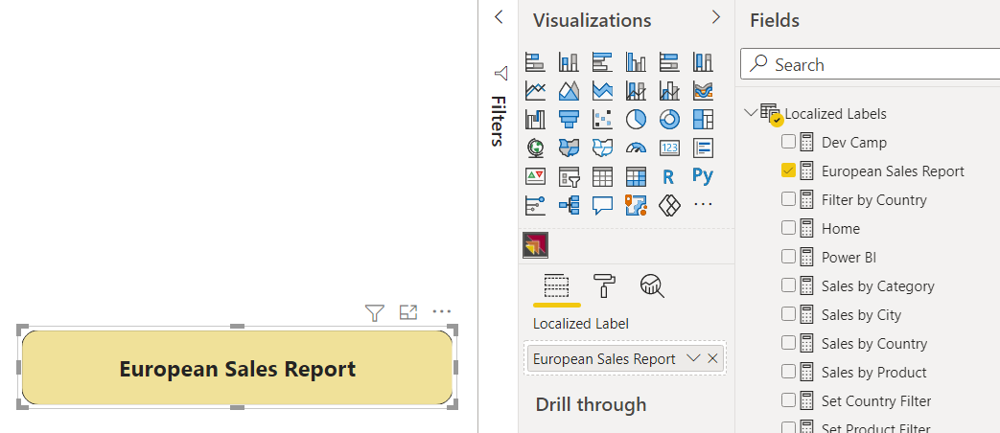 European Sales Report
Filters
Visualizations
123
R
Py
Localized Label
European Sales Report
Drill through
Fields
Search
Localized Labels
Dev Camp
European Sales Report
Filter by Country
Home
Power BI
Sales by Category
Sales by City
Sales by Country
Sales by Product
Set Country Filter
Set Product Filter